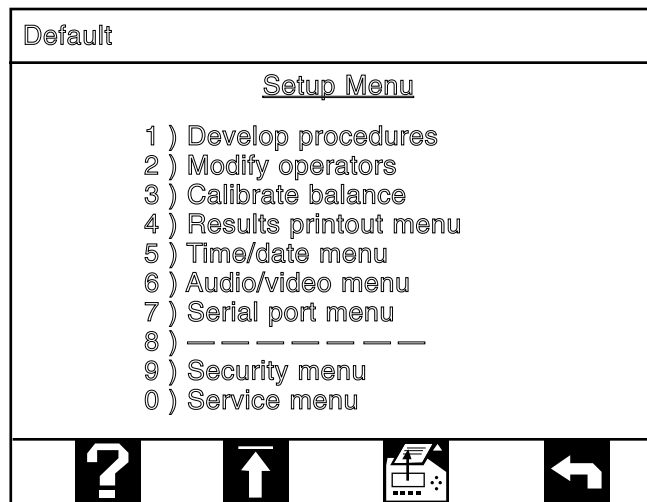 Default
Setup Menu
1 ) Develop procedures
2 ) Modify operators
3 ) Calibrate balance
4 ) Results printout menu
5 ) Time/date menu
6 ) Audio/video menu
7 ) Serial port menu
8 ) — — — — — — —
9 ) Security menu
0 ) Service menu
?